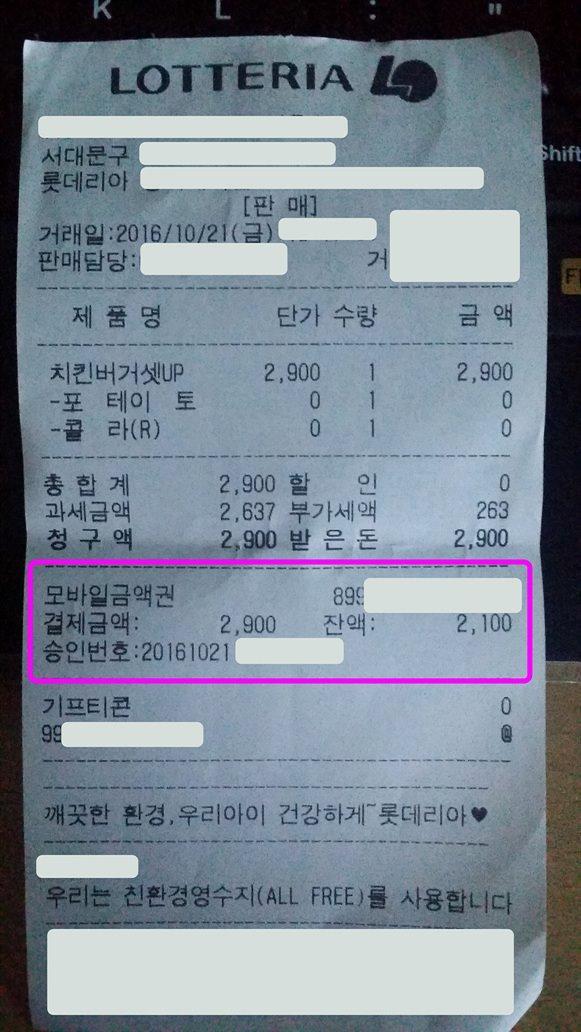 K L : "
Shift
LOTTERIA
서대문구
롯데리아
[판 매]
거래일:2016/10/21(금)
판매담당: 거
제 품 명 단가 수량 금 액
치킨버거셋UP 2,900 1 2,900
-포 테이 토 0 1 0
-콜 라(R) 0 1 0
총 합 계 2,900 할 인 0
과세금액 2,637 부가세액 263
청 구 액 2,900 받 은 돈 2,900
모바일금액권 899
결제금액: 2,900 잔액: 2,100
승인번호:20161021
기프티콘 0
99 @
깨끗한 환경,우리아이 건강하게~롯데리아♥
우리는 친환경영수지(ALL FREE)를 사용합니다